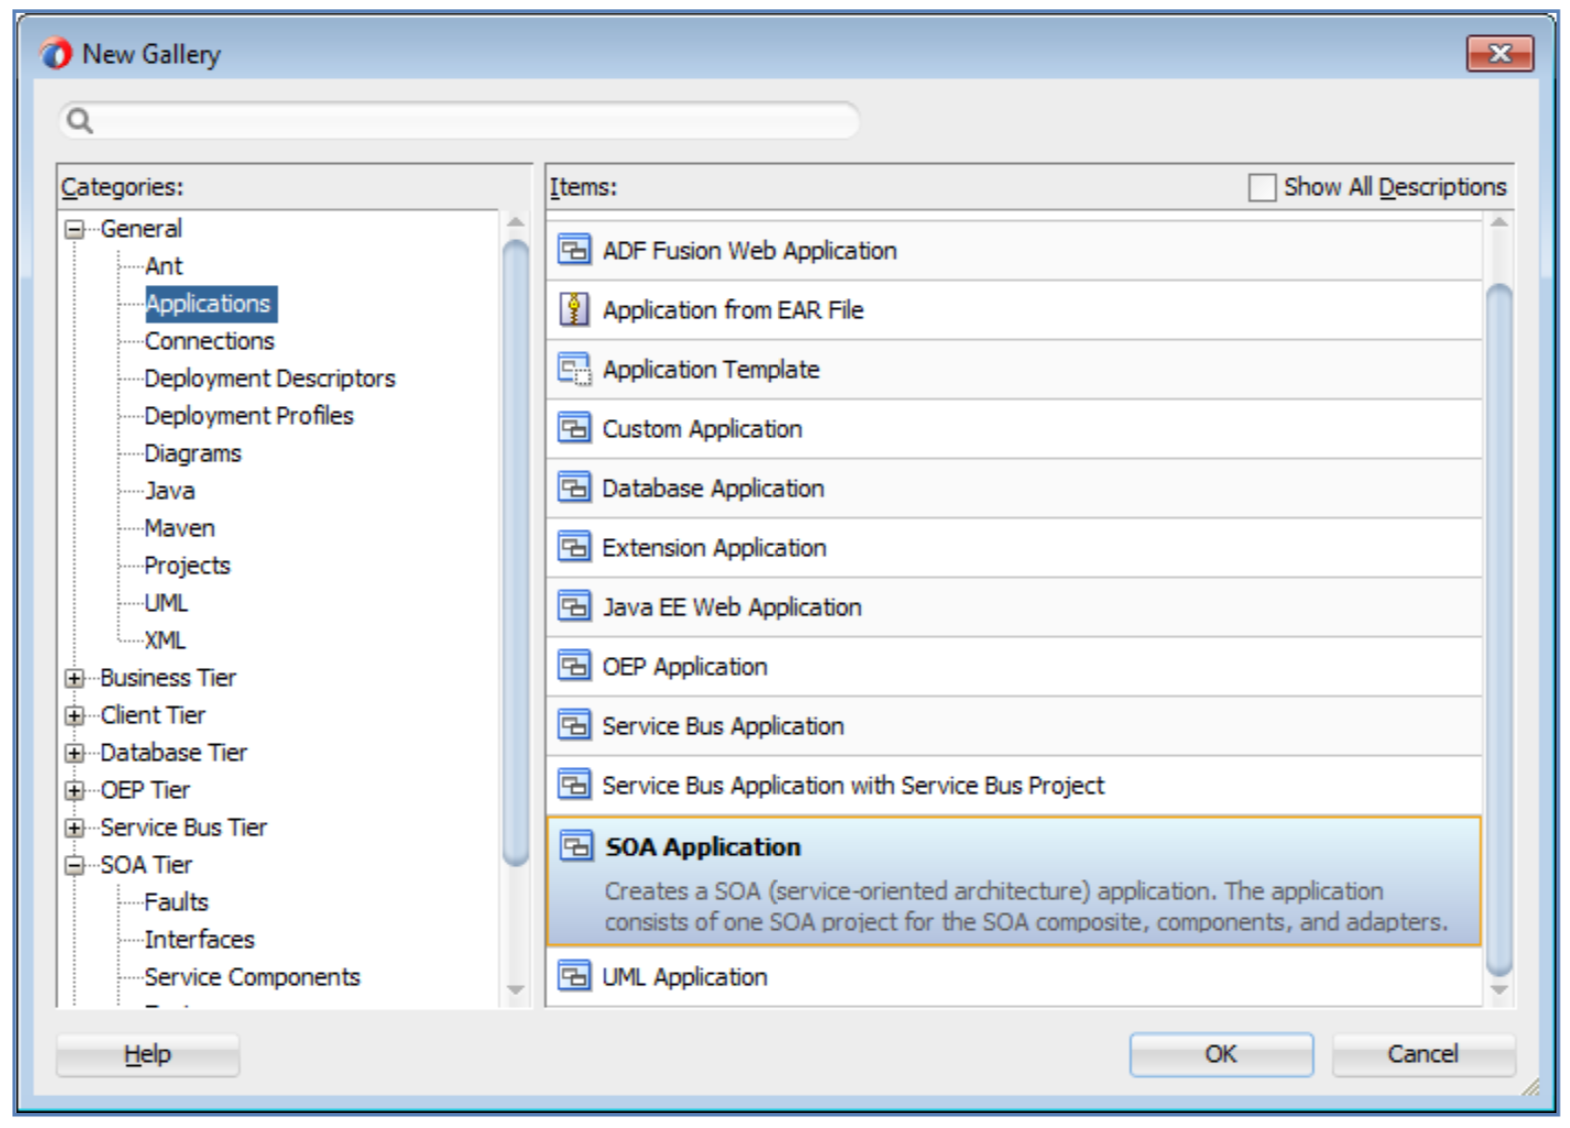 New Gallery
Categories:
General
Ant
Applications
Connections
Deployment Descriptors
Deployment Profiles
Diagrams
Java
Maven
Projects
UML
XML
Business Tier
Client Tier
Database Tier
OEP Tier
Service Bus Tier
SOA Tier
Faults
Interfaces
Service Components
Items:
Show All Descriptions
ADF Fusion Web Application
Application from EAR File
Application Template
Custom Application
Database Application
Extension Application
Java EE Web Application
OEP Application
Service Bus Application
Service Bus Application with Service Bus Project
SOA Application
Creates a SOA (service-oriented architecture) application. The application
consists of one SOA project for the SOA composite, components, and adapters.
UML Application
Help
OK
Cancel